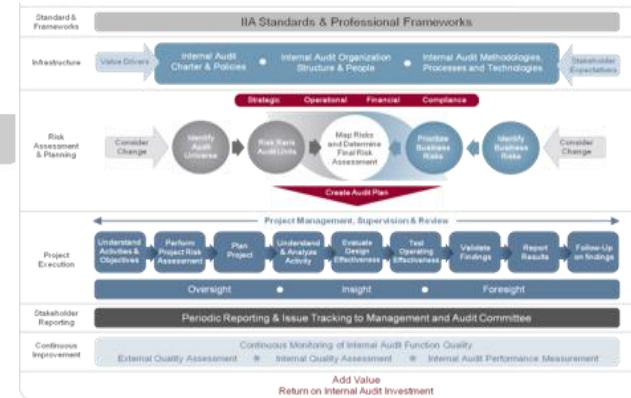 Standard &
Frameworks
IIA Standards & Professional Frameworks
Infrastructure
Value Drivers
Internal Audit
Charter & Policies
Internal Audit Organization
Structure & People
Internal Audit Methodologies,
Processes and Technologies
Stakeholder
Expectations
Strategic Operational Financial Compliance
Risk
Assessment
& Planning
Consider
Change
Identify
Audit
Universe
Risk Rank
Audit Units
Map Risks
and Determine
Final Risk
Assessment
Prioritize
Business
Risks
Identify
Business
Risks
Consider
Change
Create Audit Plan
Project Management, Supervision & Review
Project
Execution
Understand
Activities &
Objectives
Perform
Project Risk
Assessment
Plan
Project
Understand
& Analyze
Activity
Evaluate
Design
Effectiveness
Test
Operating
Effectiveness
Validate
Findings
Report
Results
Follow-Up
on findings
Oversight Insight Foresight
Stakeholder
Reporting
Periodic Reporting & Issue Tracking to Management and Audit Committee
Continuous
Improvement
Continuous Monitoring of Internal Audit Function Quality
External Quality Assessment Internal Quality Assessment Internal Audit Performance Measurement
Add Value
Return on Internal Audit Investment